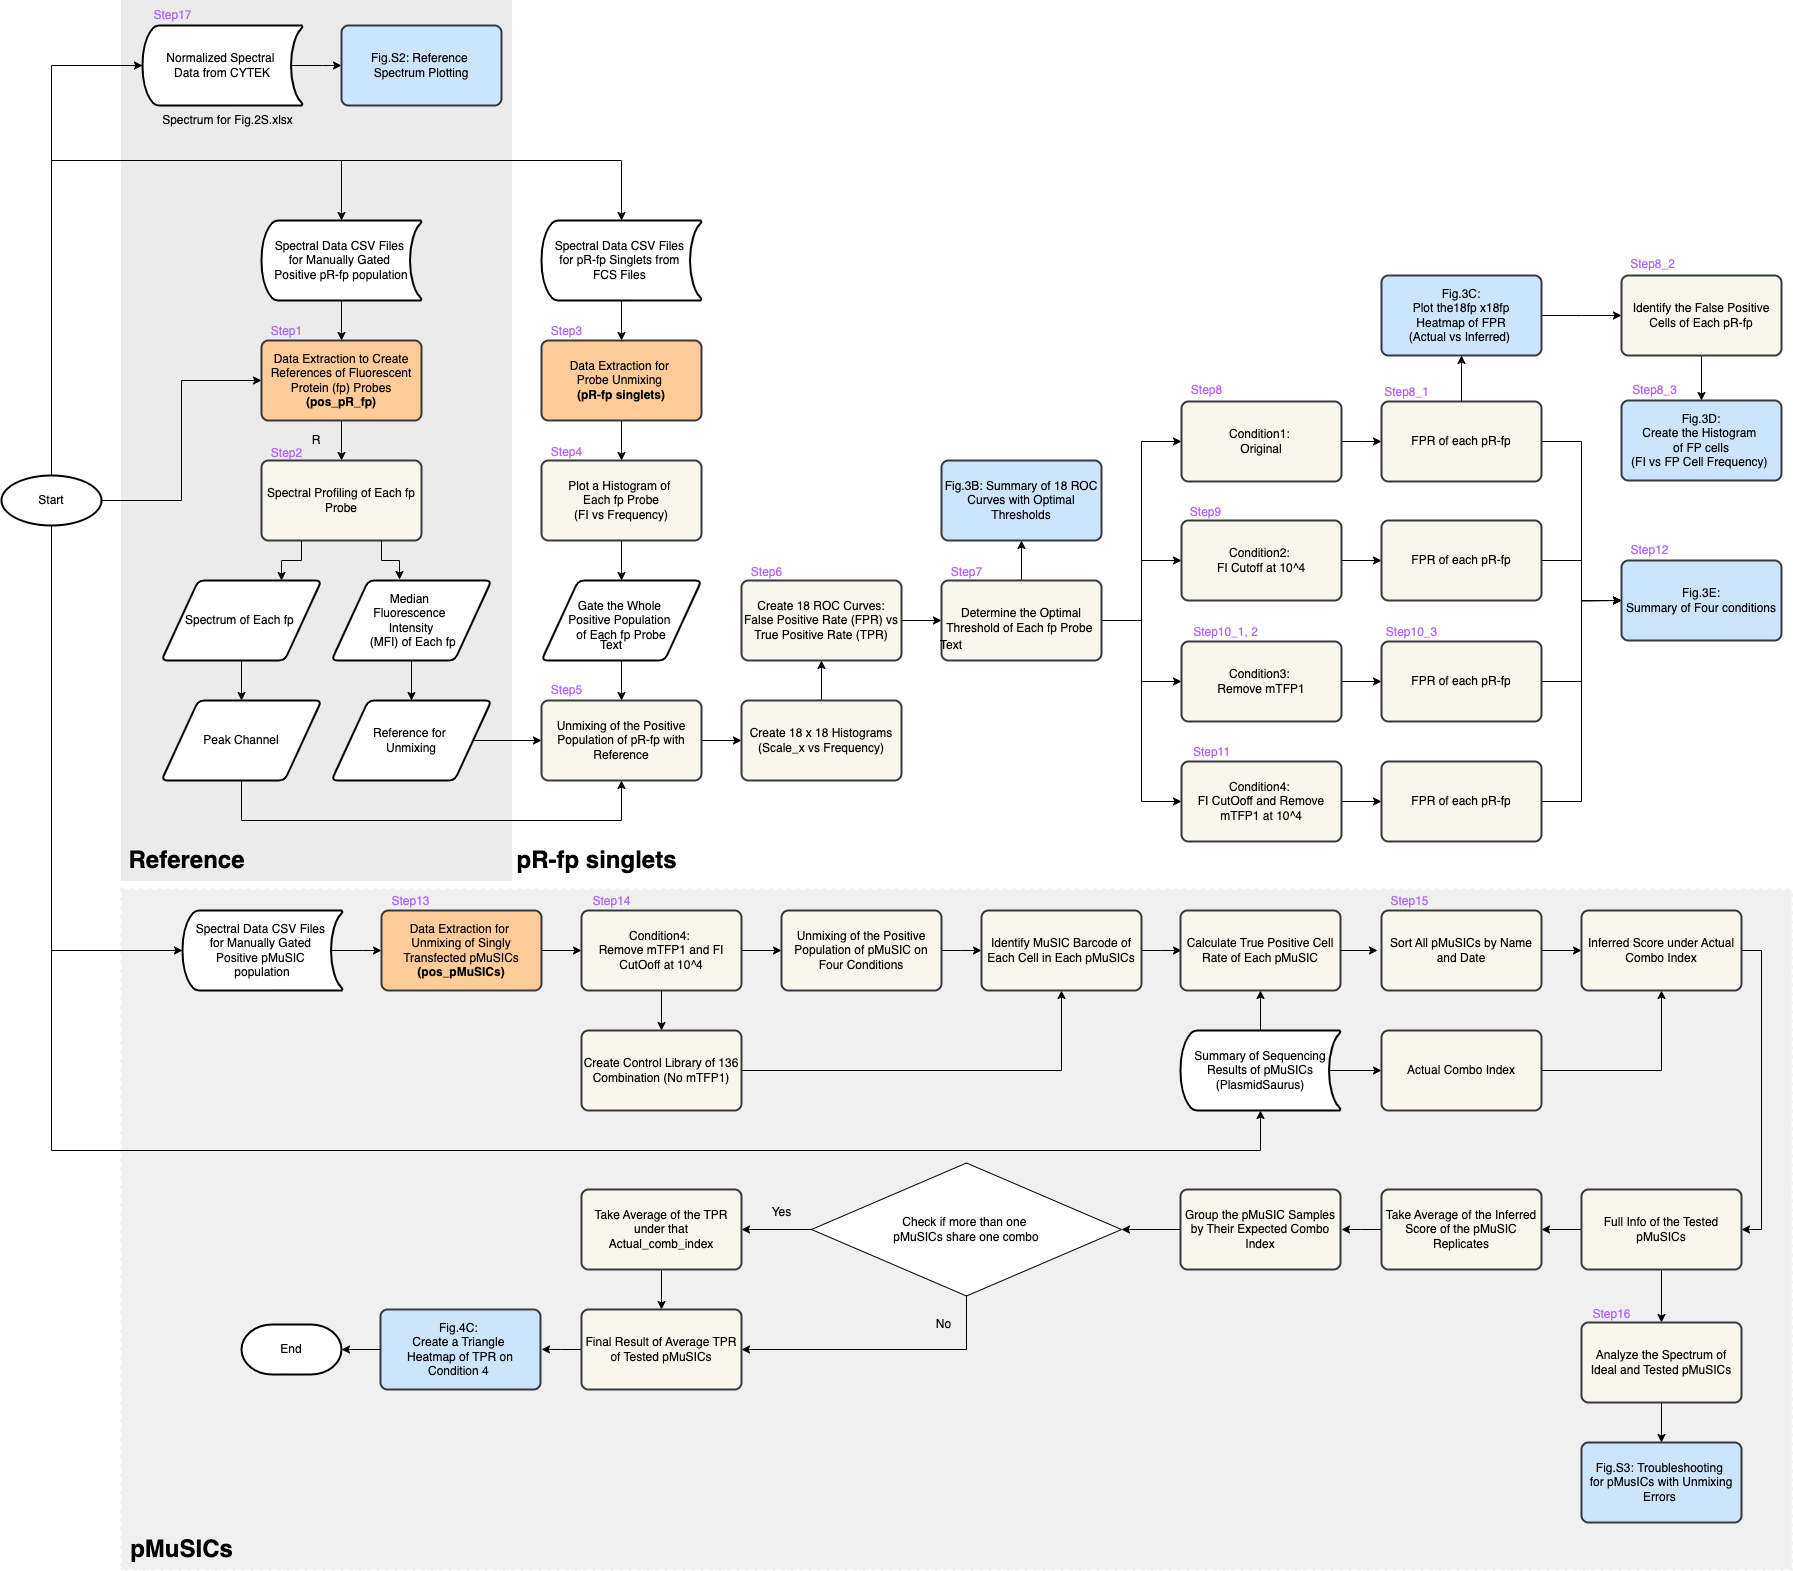 Step17
Normalized Spectral
Data from CYTEK
Fig.S2: Reference
Spectrum Plotting
Spectrum for Fig.2S.xlsx
Spectral Data CSV Files
for Manually Gated
Positive pR-fp population
Spectral Data CSV Files
for pR-fp Singlets from
FCS Files
Step1
Data Extraction to Create
References of Fluorescent
Protein (fp) Probes
(pos_pR_fp)
Step3
Data Extraction for
Probe Unmixing
(pR-fp singlets)
R
Step2
Spectral Profiling of Each fp
Probe
Start
Step4
Plot a Histogram of
Each fp Probe
(FI vs Frequency)
Spectrum of Each fp
Median
Fluorescence
Intensity
(MFI) of Each fp
Gate the Whole
Positive Population
of Each fp Probe
Text
Peak Channel
Reference for
Unmixing
Step5
Unmixing of the Positive
Population of pR-fp with
Reference
Create 18 x 18 Histograms
(Scale_x vs Frequency)
Step6
Create 18 ROC Curves:
False Positive Rate (FPR) vs
True Positive Rate (TPR)
Step7
Determine the Optimal
Threshold of Each fp Probe
Text
Fig.3B: Summary of 18 ROC
Curves with Optimal
Thresholds
Step8
Condition1:
Original
Step8_1
FPR of each pR-fp
Fig.3C:
Plot the18fp x18fp
Heatmap of FPR
(Actual vs Inferred)
Step8_2
Identify the False Positive
Cells of Each pR-fp
Step8_3
Fig.3D:
Create the Histogram
of FP cells
(FI vs FP Cell Frequency)
Step9
Condition2:
FI Cutoff at 10^4
FPR of each pR-fp
Step12
Fig.3E:
Summary of Four conditions
Step10_1, 2
Condition3:
Remove mTFP1
Step10_3
FPR of each pR-fp
Step11
Condition4:
FI CutOoff and Remove
mTFP1 at 10^4
FPR of each pR-fp
Reference
pR-fp singlets
Spectral Data CSV Files
for Manually Gated
Positive pMuSIC
population
Step13
Data Extraction for
Unmixing of Singly
Transfected pMuSICs
(pos_pMuSICs)
Step14
Condition4:
Remove mTFP1 and FI
CutOoff at 10^4
Unmixing of the Positive
Population of pMuSIC on
Four Conditions
Identify MuSIC Barcode of
Each Cell in Each pMuSICs
Calculate True Positive Cell
Rate of Each pMuSIC
Step15
Sort All pMuSICs by Name
and Date
Inferred Score under Actual
Combo Index
Create Control Library of 136
Combination (No mTFP1)
Summary of Sequencing
Results of pMuSICs
(PlasmidSaurus)
Actual Combo Index
Take Average of the TPR
under that
Actual_comb_index
Yes
Check if more than one
pMuSICs share one combo
Group the pMuSIC Samples
by Their Expected Combo
Index
Take Average of the Inferred
Score of the pMuSIC
Replicates
Full Info of the Tested
pMuSICs
No
End
Fig.4C:
Create a Triangle
Heatmap of TPR on
Condition 4
Final Result of Average TPR
of Tested pMuSICs
Step16
Analyze the Spectrum of
Ideal and Tested pMuSICs
Fig.S3: Troubleshooting
for pMusICs with Unmixing
Errors
pMuSICs